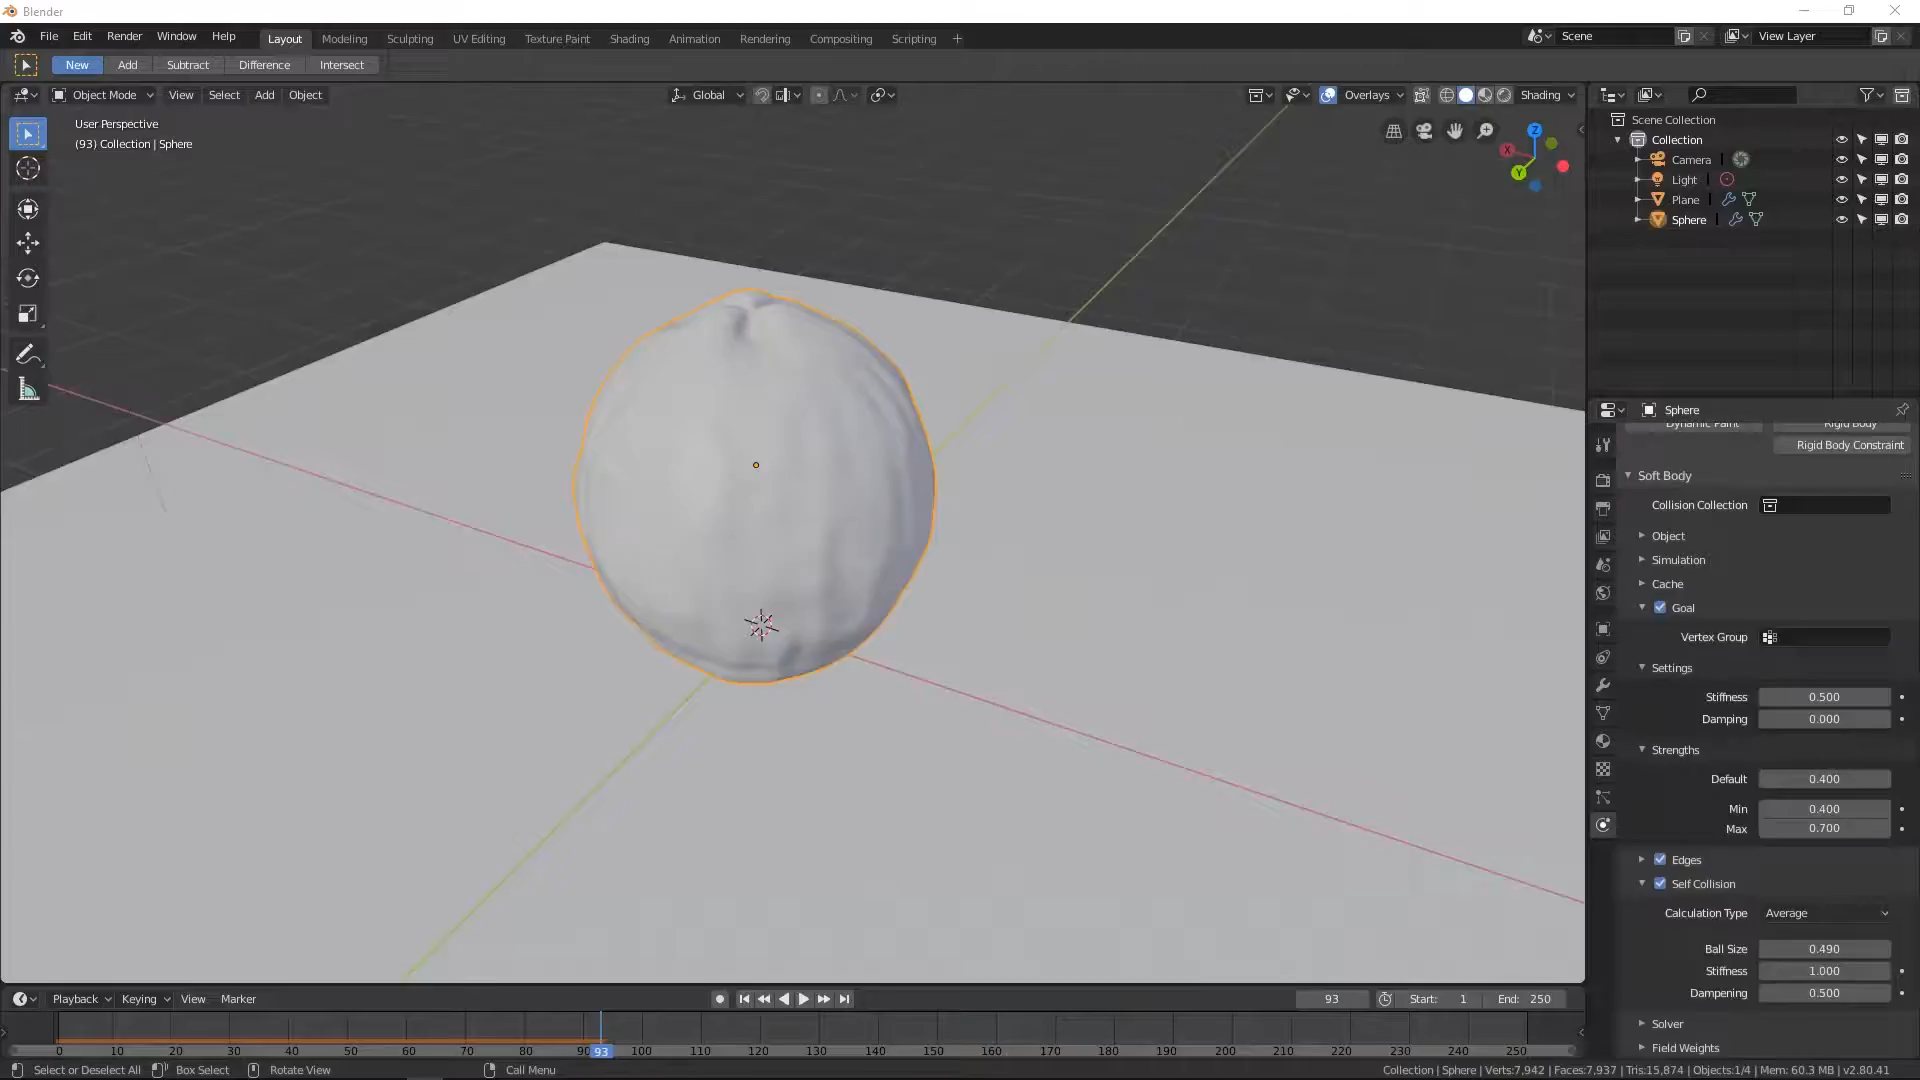 Blender
File Edit Render Window Help Layout Modeling Sculpting UV Editing Texture Paint Shading Animation Rendering Compositing Scripting + Scene View Layer
New Add Subtract Difference Intersect
Object Mode View Select Add Object Global Overlays Shading
User Perspective
(93) Collection | Sphere
Z
X
Y
Scene Collection
Collection
Camera
Light
Plane
Sphere
Sphere
Dynamic Paint Rigid Body
Rigid Body Constraint
Soft Body
Collision Collection
Object
Simulation
Cache
Goal
Vertex Group
Settings
Stiffness 0.500
Damping 0.000
Strengths
Default 0.400
Min 0.400
Max 0.700
Edges
Self Collision
Calculation Type Average
Ball Size 0.490
Stiffness 1.000
Dampening 0.500
Solver
Field Weights
Playback Keying View Marker 93 Start: 1 End: 250
0 10 20 30 40 50 60 70 80 90 93 100 110 120 130 140 150 160 170 180 190 200 210 220 230 240 250
Select or Deselect All Box Select Rotate View Call Menu Collection | Sphere | Verts:7,942 | Faces:7,937 | Tris:15,874 | Objects:1/4 | Mem: 60.3 MB | v2.80.41